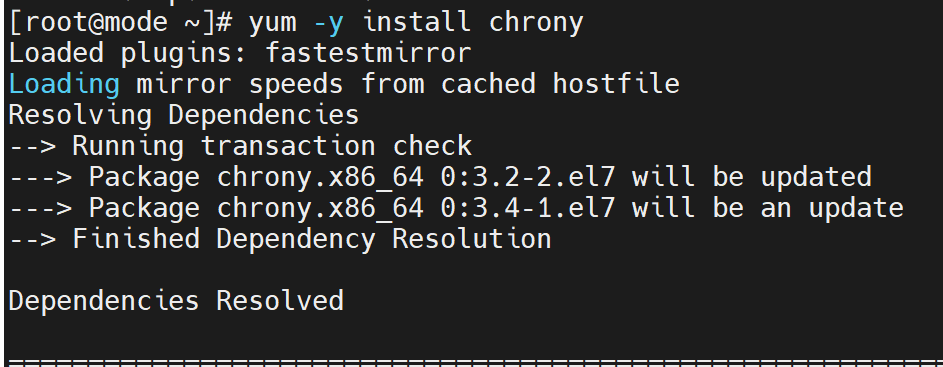 [root@mode ~]# yum -y install chrony
Loaded plugins: fastestmirror
Loading mirror speeds from cached hostfile
Resolving Dependencies
--> Running transaction check
---> Package chrony.x86_64 0:3.2-2.el7 will be updated
---> Package chrony.x86_64 0:3.4-1.el7 will be an update
--> Finished Dependency Resolution
Dependencies Resolved